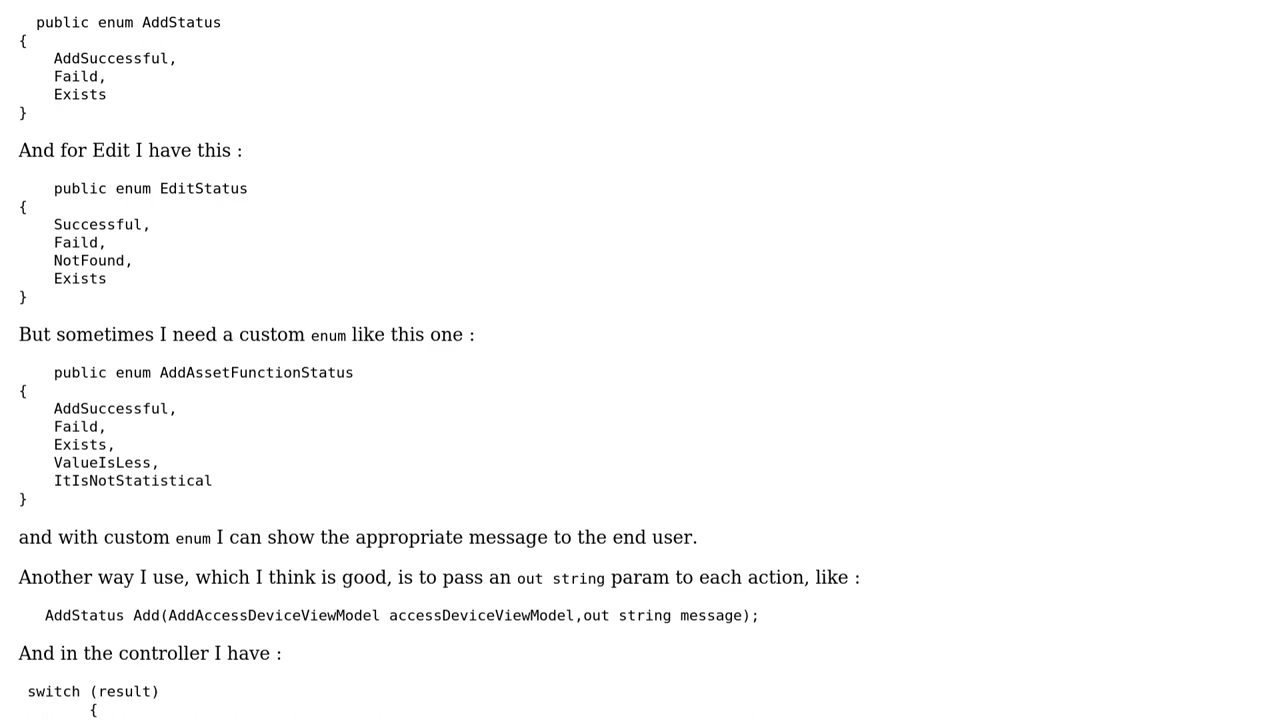 public enum AddStatus
{
AddSuccessful,
Faild,
Exists
}
And for Edit I have this :
public enum EditStatus
{
Successful,
Faild,
NotFound,
Exists
}
But sometimes I need a custom enum like this one :
public enum AddAssetFunctionStatus
{
AddSuccessful,
Faild,
Exists,
ValueIsLess,
ItIsNotStatistical
}
and with custom enum I can show the appropriate message to the end user.
Another way I use, which I think is good, is to pass an out string param to each action, like :
AddStatus Add(AddAccessDeviceViewModel accessDeviceViewModel,out string message);
And in the controller I have :
switch (result)
{